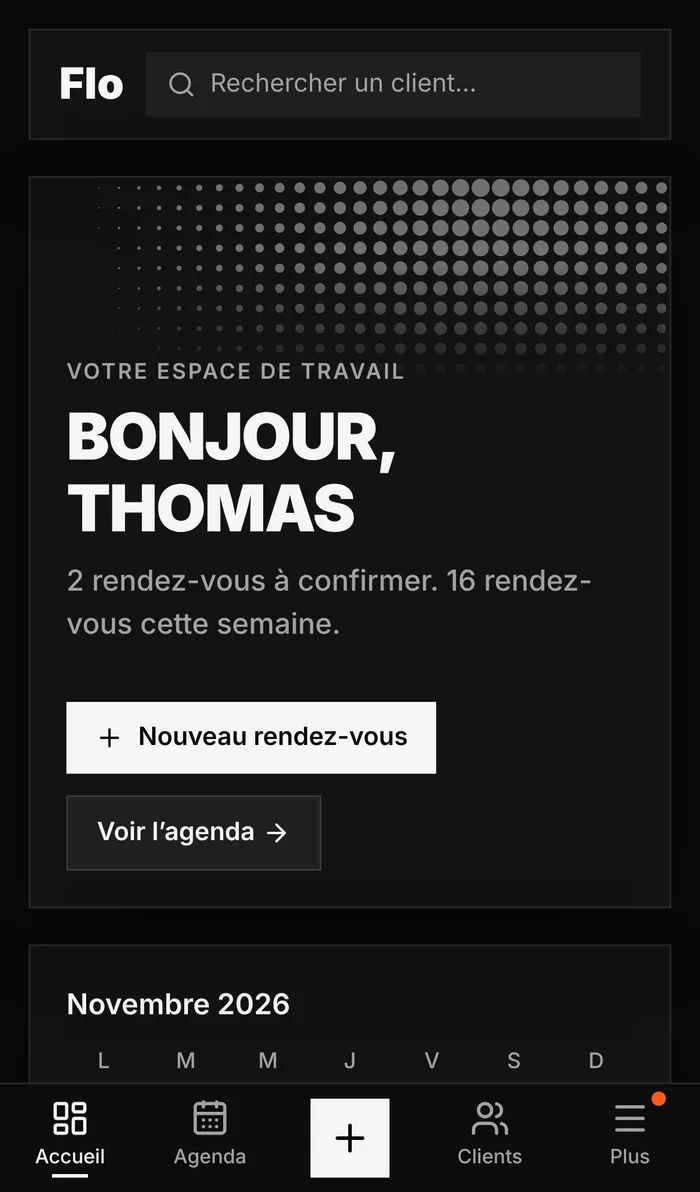 Flo
Rechercher un client...
VOTRE ESPACE DE TRAVAIL
BONJOUR,
THOMAS
2 rendez-vous à confirmer. 16 rendez-
vous cette semaine.
Nouveau rendez-vous
Voir l’agenda →
Novembre 2026
L M M J V S D
Accueil Agenda Clients Plus